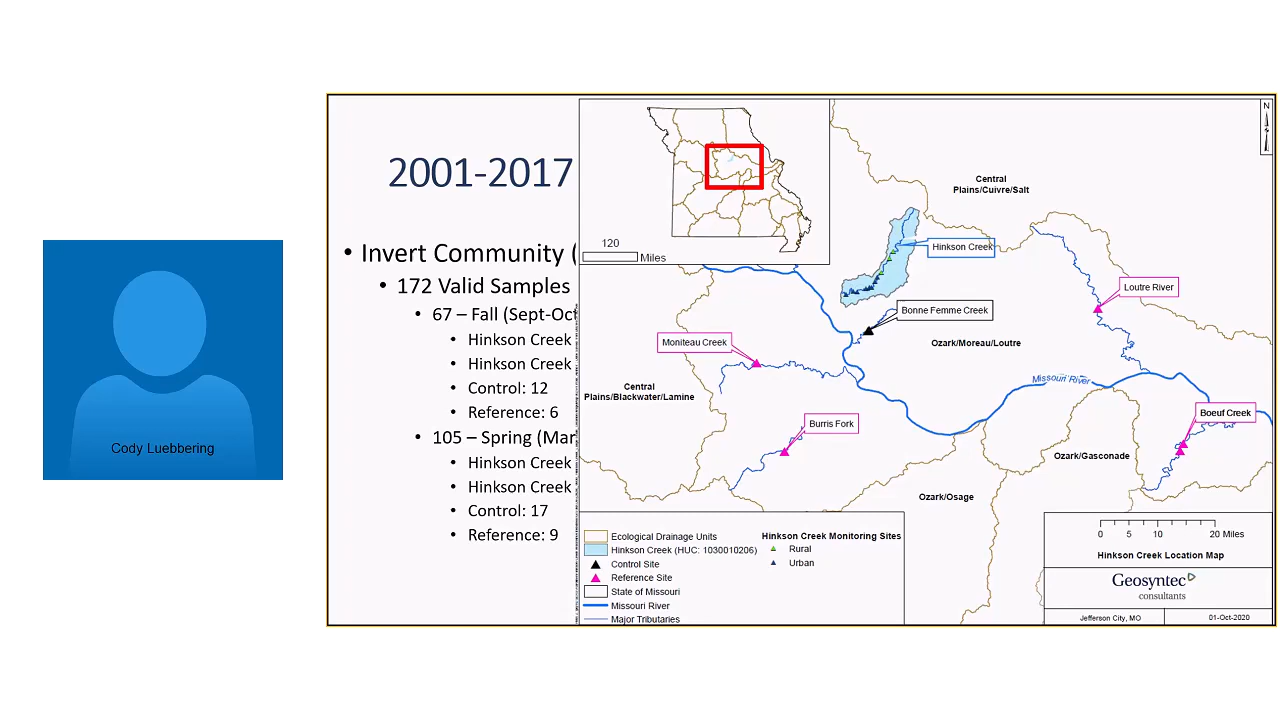 Cody Luebbering
2001-2017
• Invert Community (
• 172 Valid Samples
• 67 – Fall (Sept-Oct
• Hinkson Creek
• Hinkson Creek
• Control: 12
• Reference: 6
• 105 – Spring (Mar
• Hinkson Creek
• Hinkson Creek
• Control: 17
• Reference: 9
120
Miles
N
Central
Plains/Cuivre/Salt
Hinkson Creek
Loutre River
Bonne Femme Creek
Moniteau Creek
Ozark/Moreau/Loutre
Missouri River
Central
Plains/Blackwater/Lamine
Burris Fork
Boeuf Creek
Ozark/Gasconade
Ozark/Osage
Ecological Drainage Units
Hinkson Creek (HUC: 1030010206)
Control Site
Reference Site
State of Missouri
Missouri River
Major Tributaries
Hinkson Creek Monitoring Sites
Rural
Urban
0 5 10 20 Miles
Hinkson Creek Location Map
Geosyntec
consultants
Jefferson City, MO
01-Oct-2020